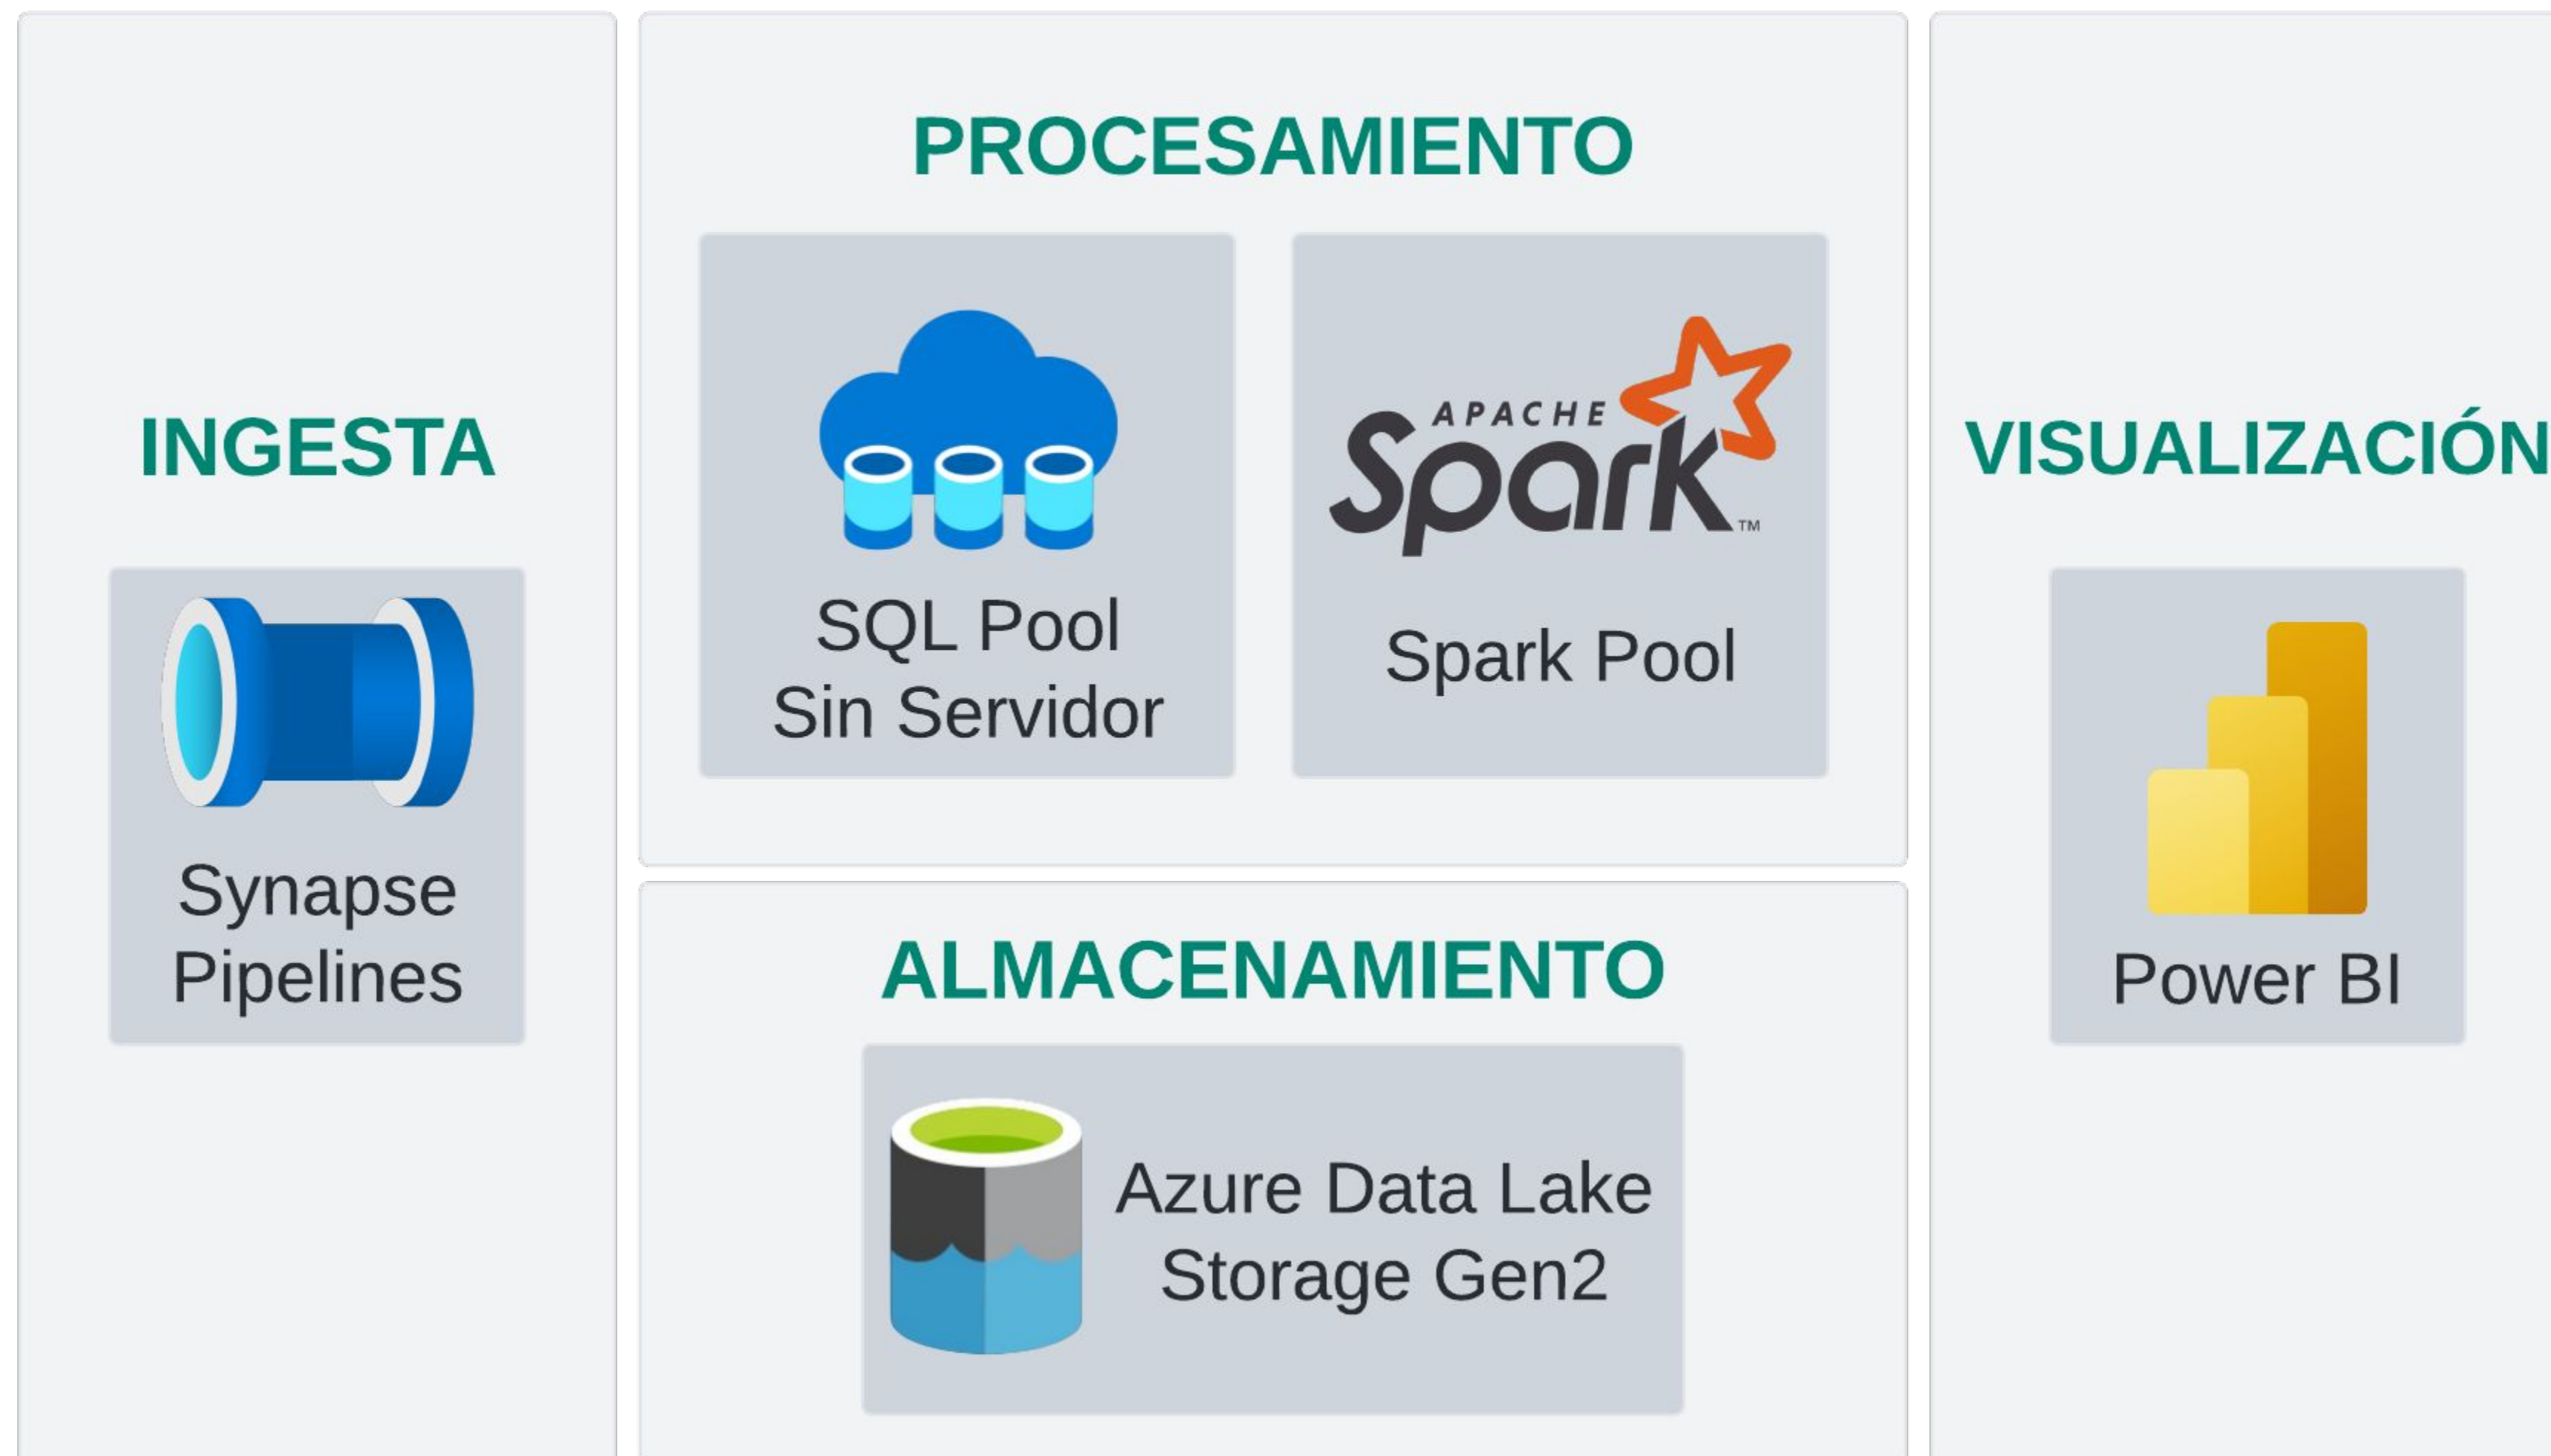 INGESTA
Synapse
Pipelines
PROCESAMIENTO
SQL Pool
Sin Servidor
APACHE
Spark
TM
Spark Pool
ALMACENAMIENTO
Azure Data Lake
Storage Gen2
VISUALIZACIÓN
Power BI